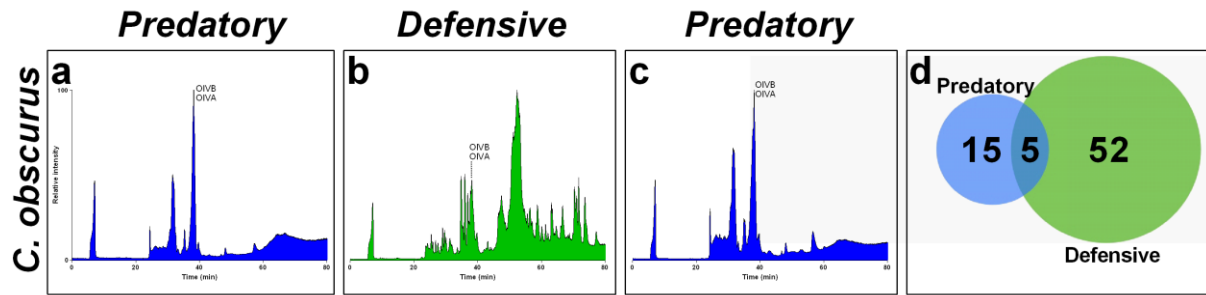 Predatory
Defensive
Predatory
C. obscurus
a
100
Relative Intensity
OIVB
OIVA
0
0
20
40
60
80
Time (min)
b
OIVB
OIVA
0
20
40
60
80
Time (min)
c
OIVB
OIVA
0
20
40
60
80
Time (min)
d
Predatory
15 5 52
Defensive